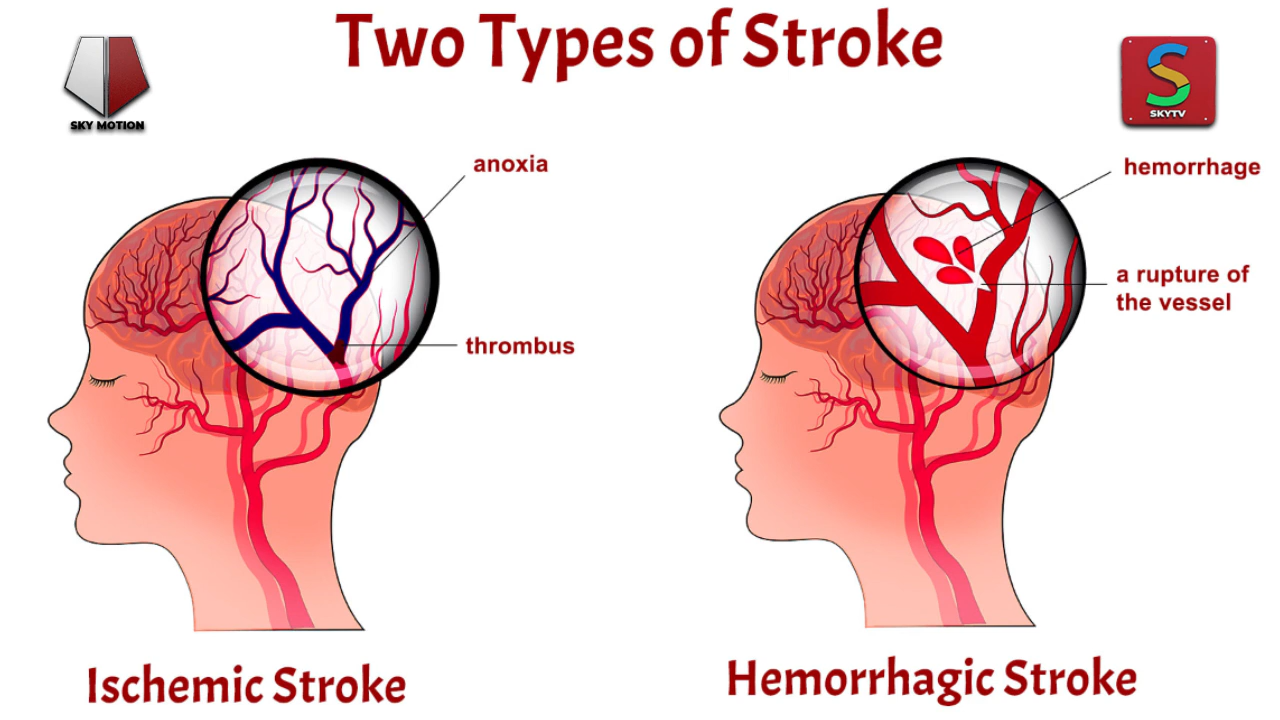 Two Types of Stroke
SKY MOTION
SKYTV
anoxia
thrombus
hemorrhage
a rupture of
the vessel
Ischemic Stroke
Hemorrhagic Stroke